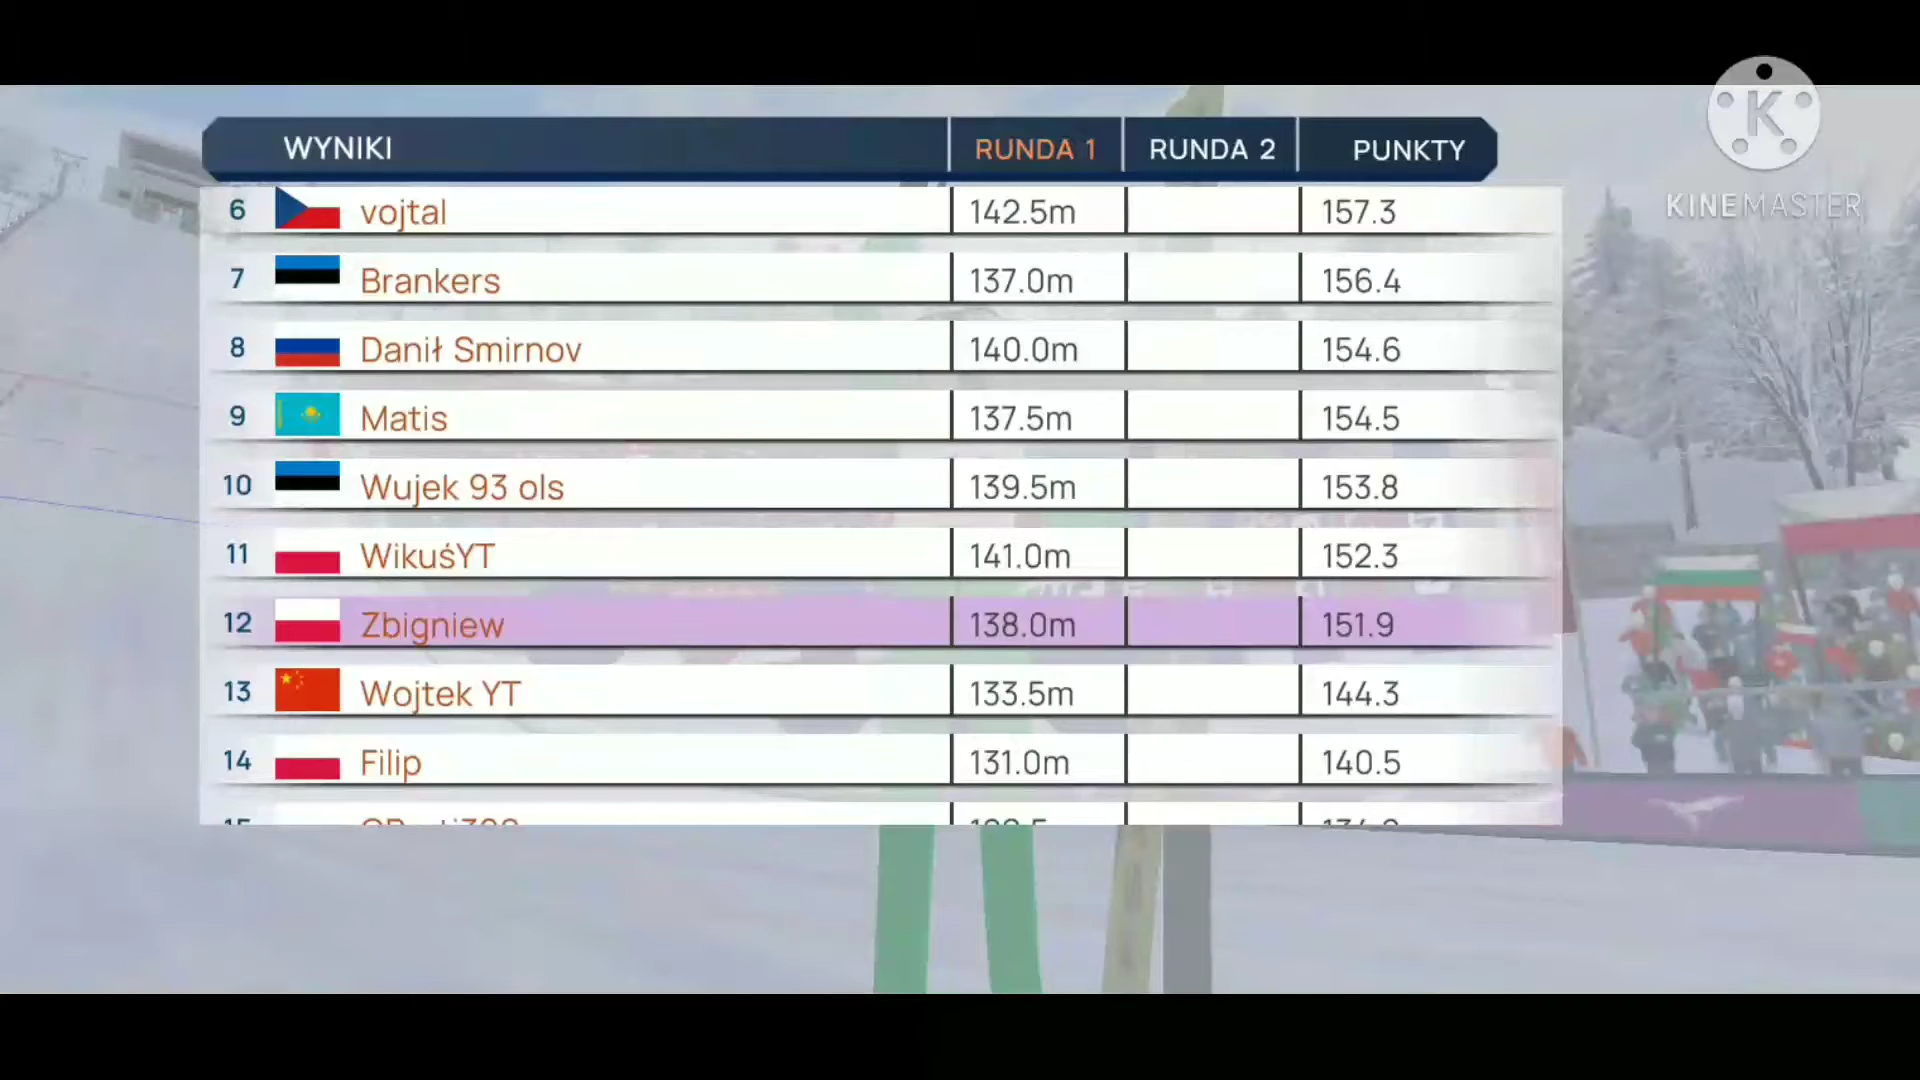 WYNIKI RUNDA 1 RUNDA 2 PUNKTY
6 vojtal 142.5m 157.3
7 Brankers 137.0m 156.4
8 Danił Smirnov 140.0m 154.6
9 Matis 137.5m 154.5
10 Wujek 93 ols 139.5m 153.8
11 WikuśYT 141.0m 152.3
12 Zbigniew 138.0m 151.9
13 Wojtek YT 133.5m 144.3
14 Filip 131.0m 140.5
15
K
KINEMASTER